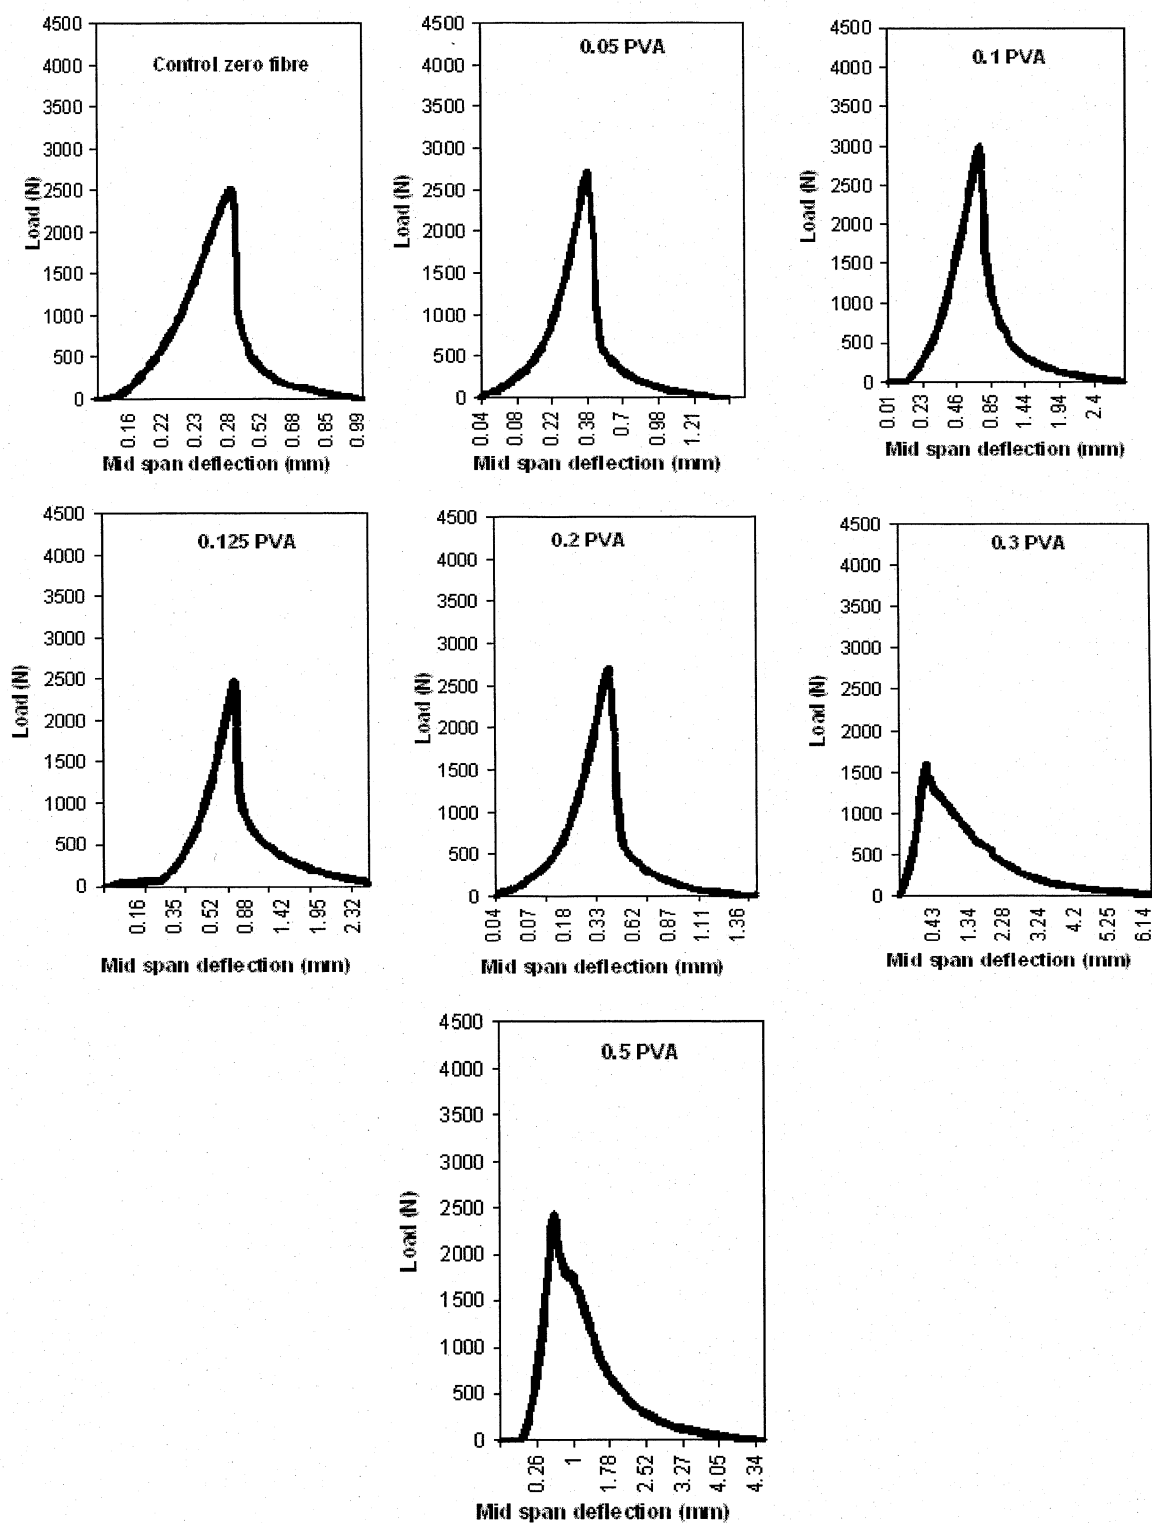 Control zero fibre
4500
4000
3500
3000
2500
2000
1500
1000
500
0
Load (N)
0.16 0.22 0.23 0.28 0.52 0.68 0.85 0.99
Mid span deflection (mm)
0.05 PVA
4500
4000
3500
3000
2500
2000
1500
1000
500
0
Load (N)
0.04 0.08 0.22 0.38 0.7 0.98 1.21
Mid span deflection (mm)
0.1 PVA
4500
4000
3500
3000
2500
2000
1500
1000
500
0
Load (N)
0.01 0.23 0.46 0.85 1.44 1.94 2.4
Mid span deflection (mm)
0.125 PVA
4500
4000
3500
3000
2500
2000
1500
1000
500
0
Load (N)
0.16 0.35 0.52 0.88 1.42 1.95 2.32
Mid span deflection (mm)
0.2 PVA
4500
4000
3500
3000
2500
2000
1500
1000
500
0
Load (N)
0.04 0.07 0.18 0.33 0.62 0.87 1.11 1.36
Mid span deflection (mm)
0.3 PVA
4500
4000
3500
3000
2500
2000
1500
1000
500
0
Load (N)
0.43 1.34 2.28 3.24 4.2 5.25 6.14
Mid span deflection (mm)
0.5 PVA
4500
4000
3500
3000
2500
2000
1500
1000
500
0
Load (N)
0.26 1 1.78 2.52 3.27 4.05 4.34
Mid span deflection (mm)